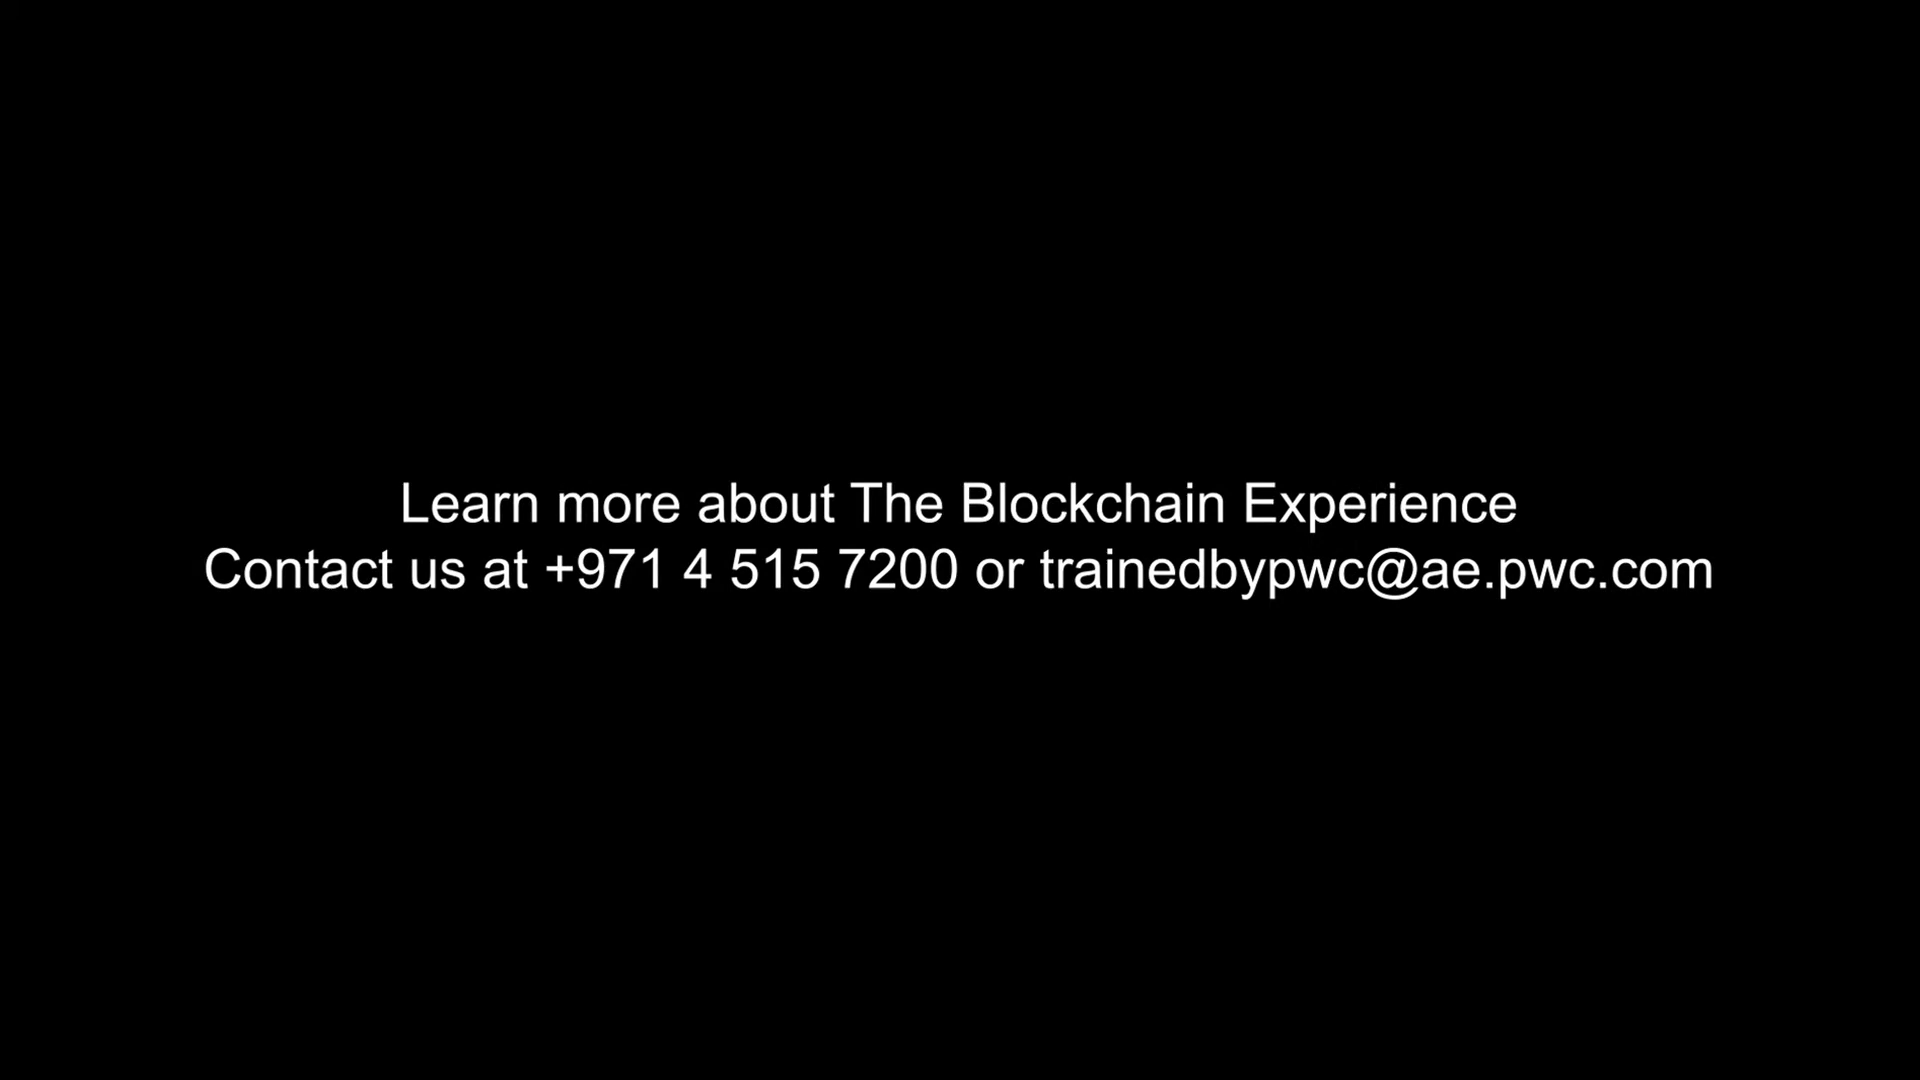 Learn more about The Blockchain Experience
Contact us at +971 4 515 7200 or trainedbypwc@ae.pwc.com